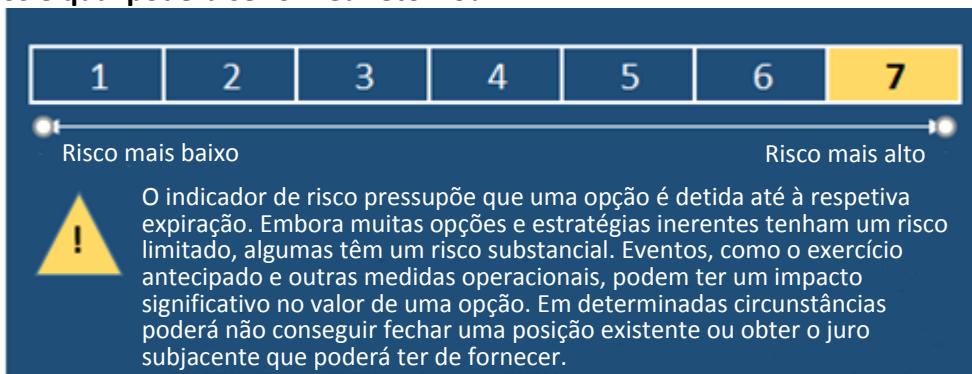 1 2 3 4 5 6 7
Risco mais baixo Risco mais alto
! O indicador de risco pressupõe que uma opção é detida até à respetiva
expiração. Embora muitas opções e estratégias inerentes tenham um risco
limitado, algumas têm um risco substancial. Eventos, como o exercício
antecipado e outras medidas operacionais, podem ter um impacto
significativo no valor de uma opção. Em determinadas circunstâncias
poderá não conseguir fechar uma posição existente ou obter o juro
subjacente que poderá ter de fornecer.